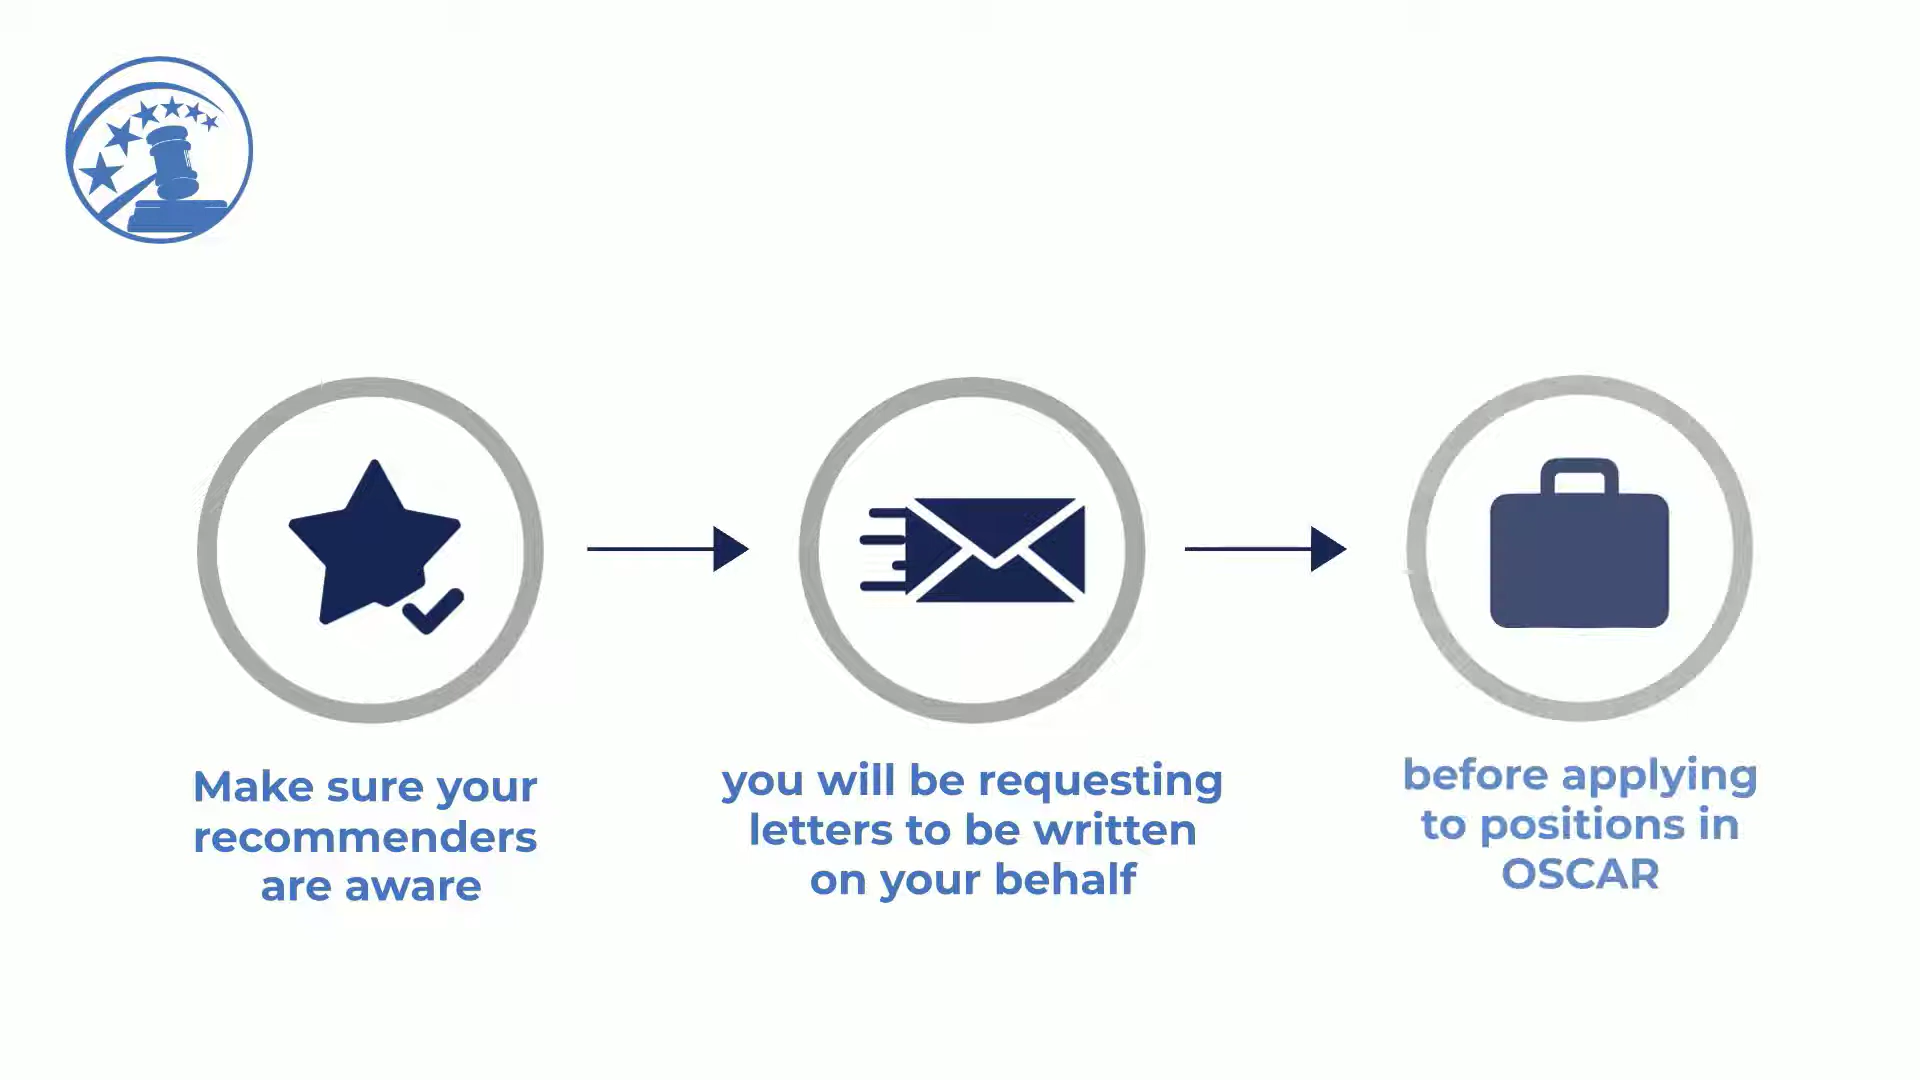 Make sure your
recommenders
are aware
you will be requesting
letters to be written
on your behalf
before applying
to positions in
OSCAR